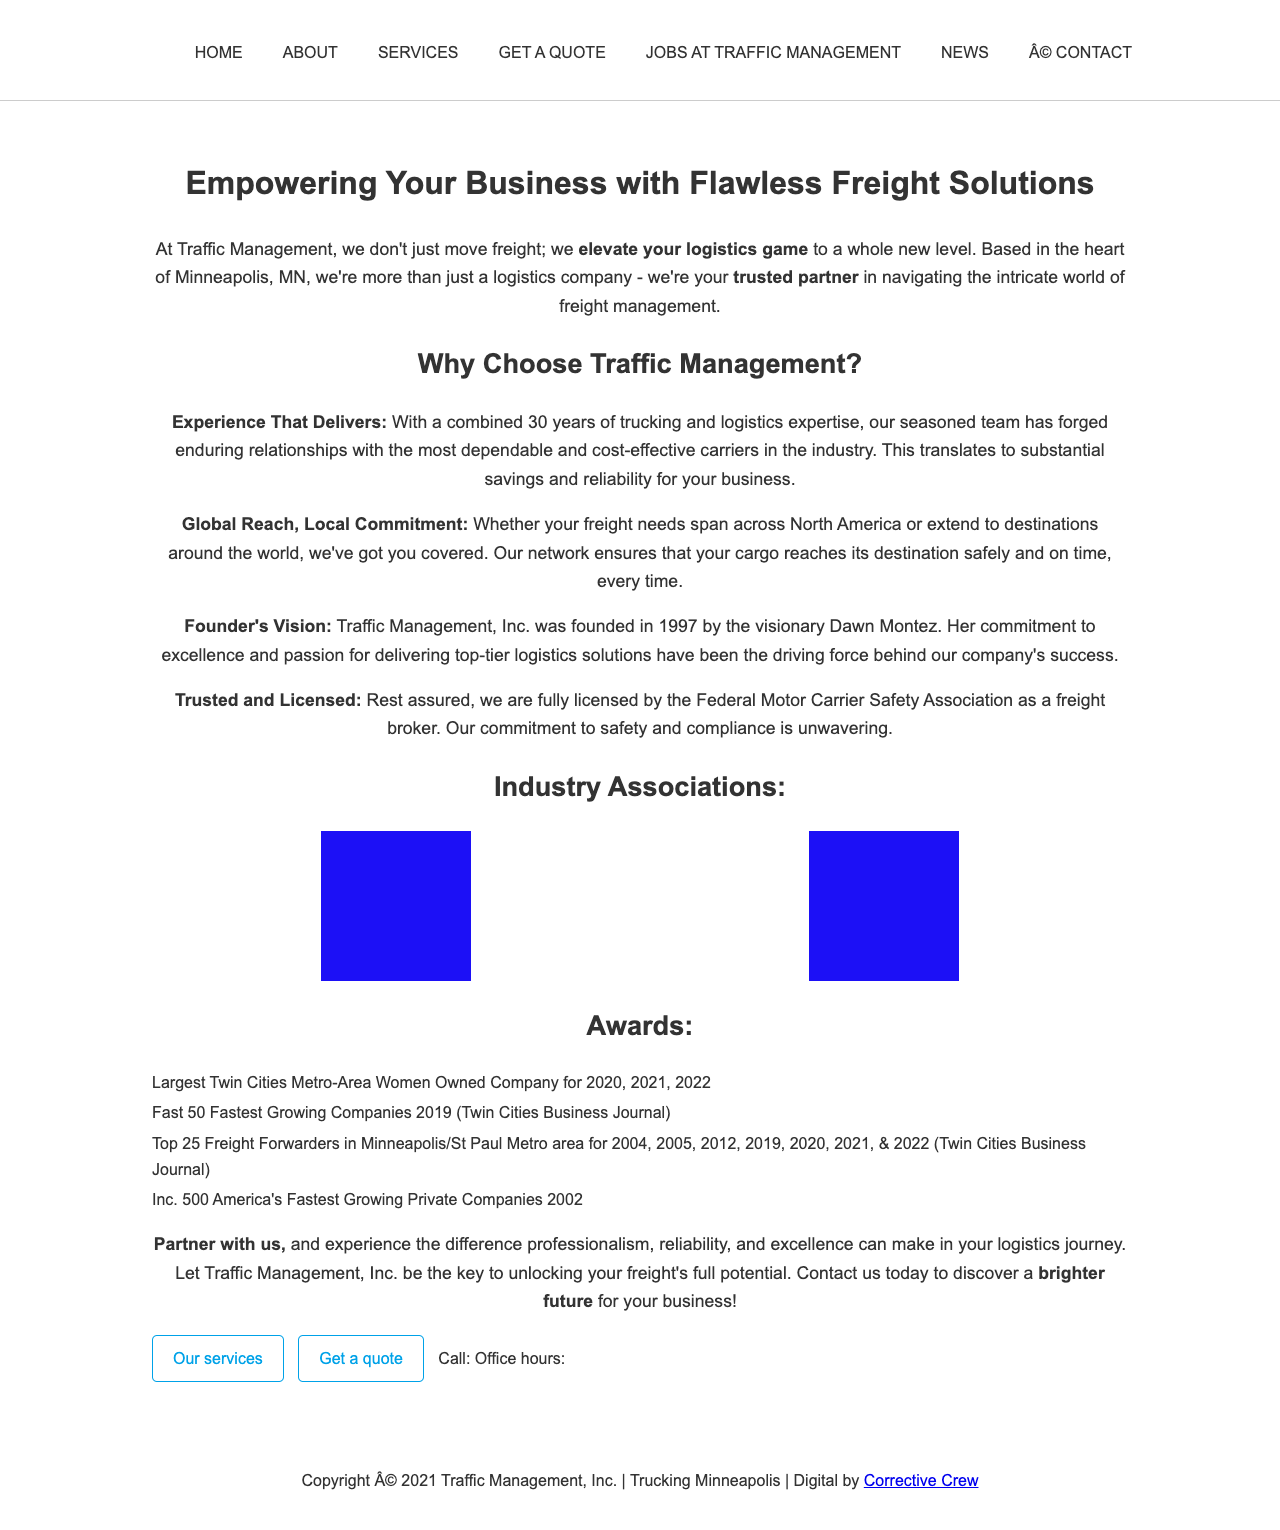 HOME ABOUT SERVICES GET A QUOTE JOBS AT TRAFFIC MANAGEMENT NEWS Â© CONTACT
Empowering Your Business with Flawless Freight Solutions
At Traffic Management, we don't just move freight; we elevate your logistics game to a whole new level. Based in the heart
of Minneapolis, MN, we're more than just a logistics company - we're your trusted partner in navigating the intricate world of
freight management.
Why Choose Traffic Management?
Experience That Delivers: With a combined 30 years of trucking and logistics expertise, our seasoned team has forged
enduring relationships with the most dependable and cost-effective carriers in the industry. This translates to substantial
savings and reliability for your business.
Global Reach, Local Commitment: Whether your freight needs span across North America or extend to destinations
around the world, we've got you covered. Our network ensures that your cargo reaches its destination safely and on time,
every time.
Founder's Vision: Traffic Management, Inc. was founded in 1997 by the visionary Dawn Montez. Her commitment to
excellence and passion for delivering top-tier logistics solutions have been the driving force behind our company's success.
Trusted and Licensed: Rest assured, we are fully licensed by the Federal Motor Carrier Safety Association as a freight
broker. Our commitment to safety and compliance is unwavering.
Industry Associations:
Awards:
Largest Twin Cities Metro-Area Women Owned Company for 2020, 2021, 2022
Fast 50 Fastest Growing Companies 2019 (Twin Cities Business Journal)
Top 25 Freight Forwarders in Minneapolis/St Paul Metro area for 2004, 2005, 2012, 2019, 2020, 2021, & 2022 (Twin Cities Business
Journal)
Inc. 500 America's Fastest Growing Private Companies 2002
Partner with us, and experience the difference professionalism, reliability, and excellence can make in your logistics journey.
Let Traffic Management, Inc. be the key to unlocking your freight's full potential. Contact us today to discover a brighter
future for your business!
Our services Get a quote Call: Office hours:
Copyright Â© 2021 Traffic Management, Inc. | Trucking Minneapolis | Digital by Corrective Crew